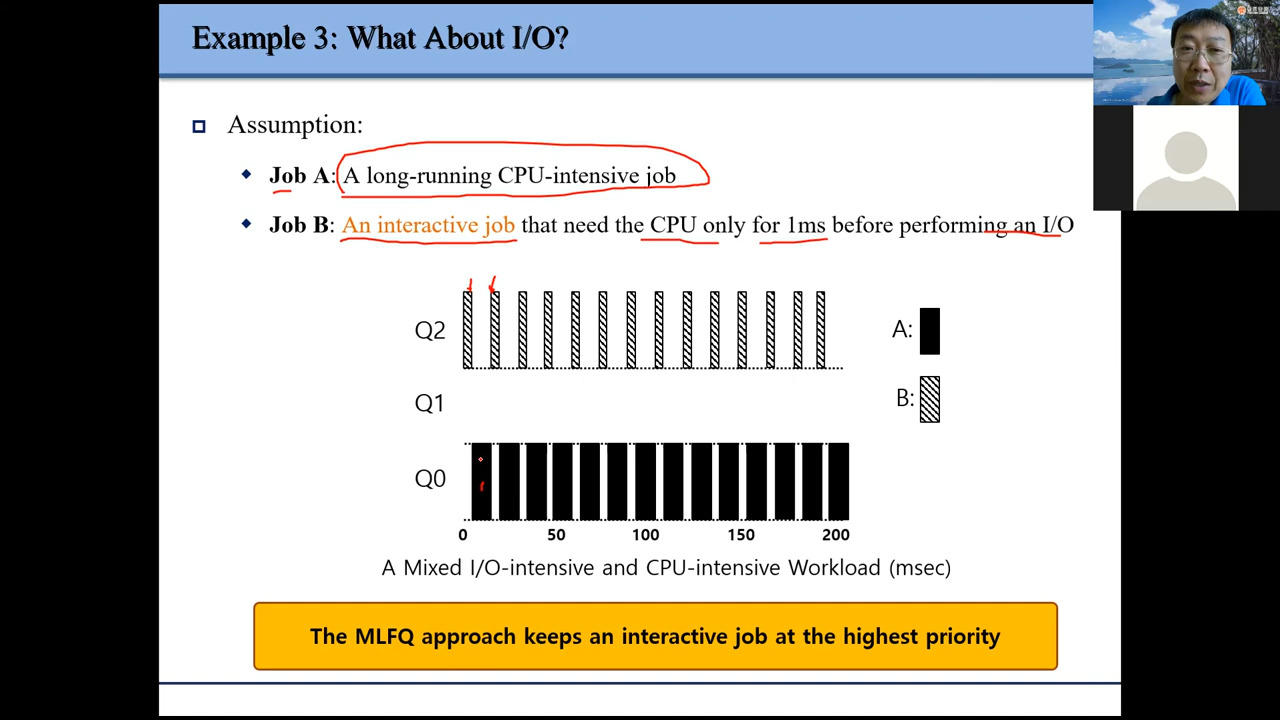 Example 3: What About I/O?
Assumption:
Job A: A long-running CPU-intensive job
Job B: An interactive job that need the CPU only for 1ms before performing an I/O
Q2
A:
Q1
B:
Q0
0 50 100 150 200
A Mixed I/O-intensive and CPU-intensive Workload (msec)
The MLFQ approach keeps an interactive job at the highest priority